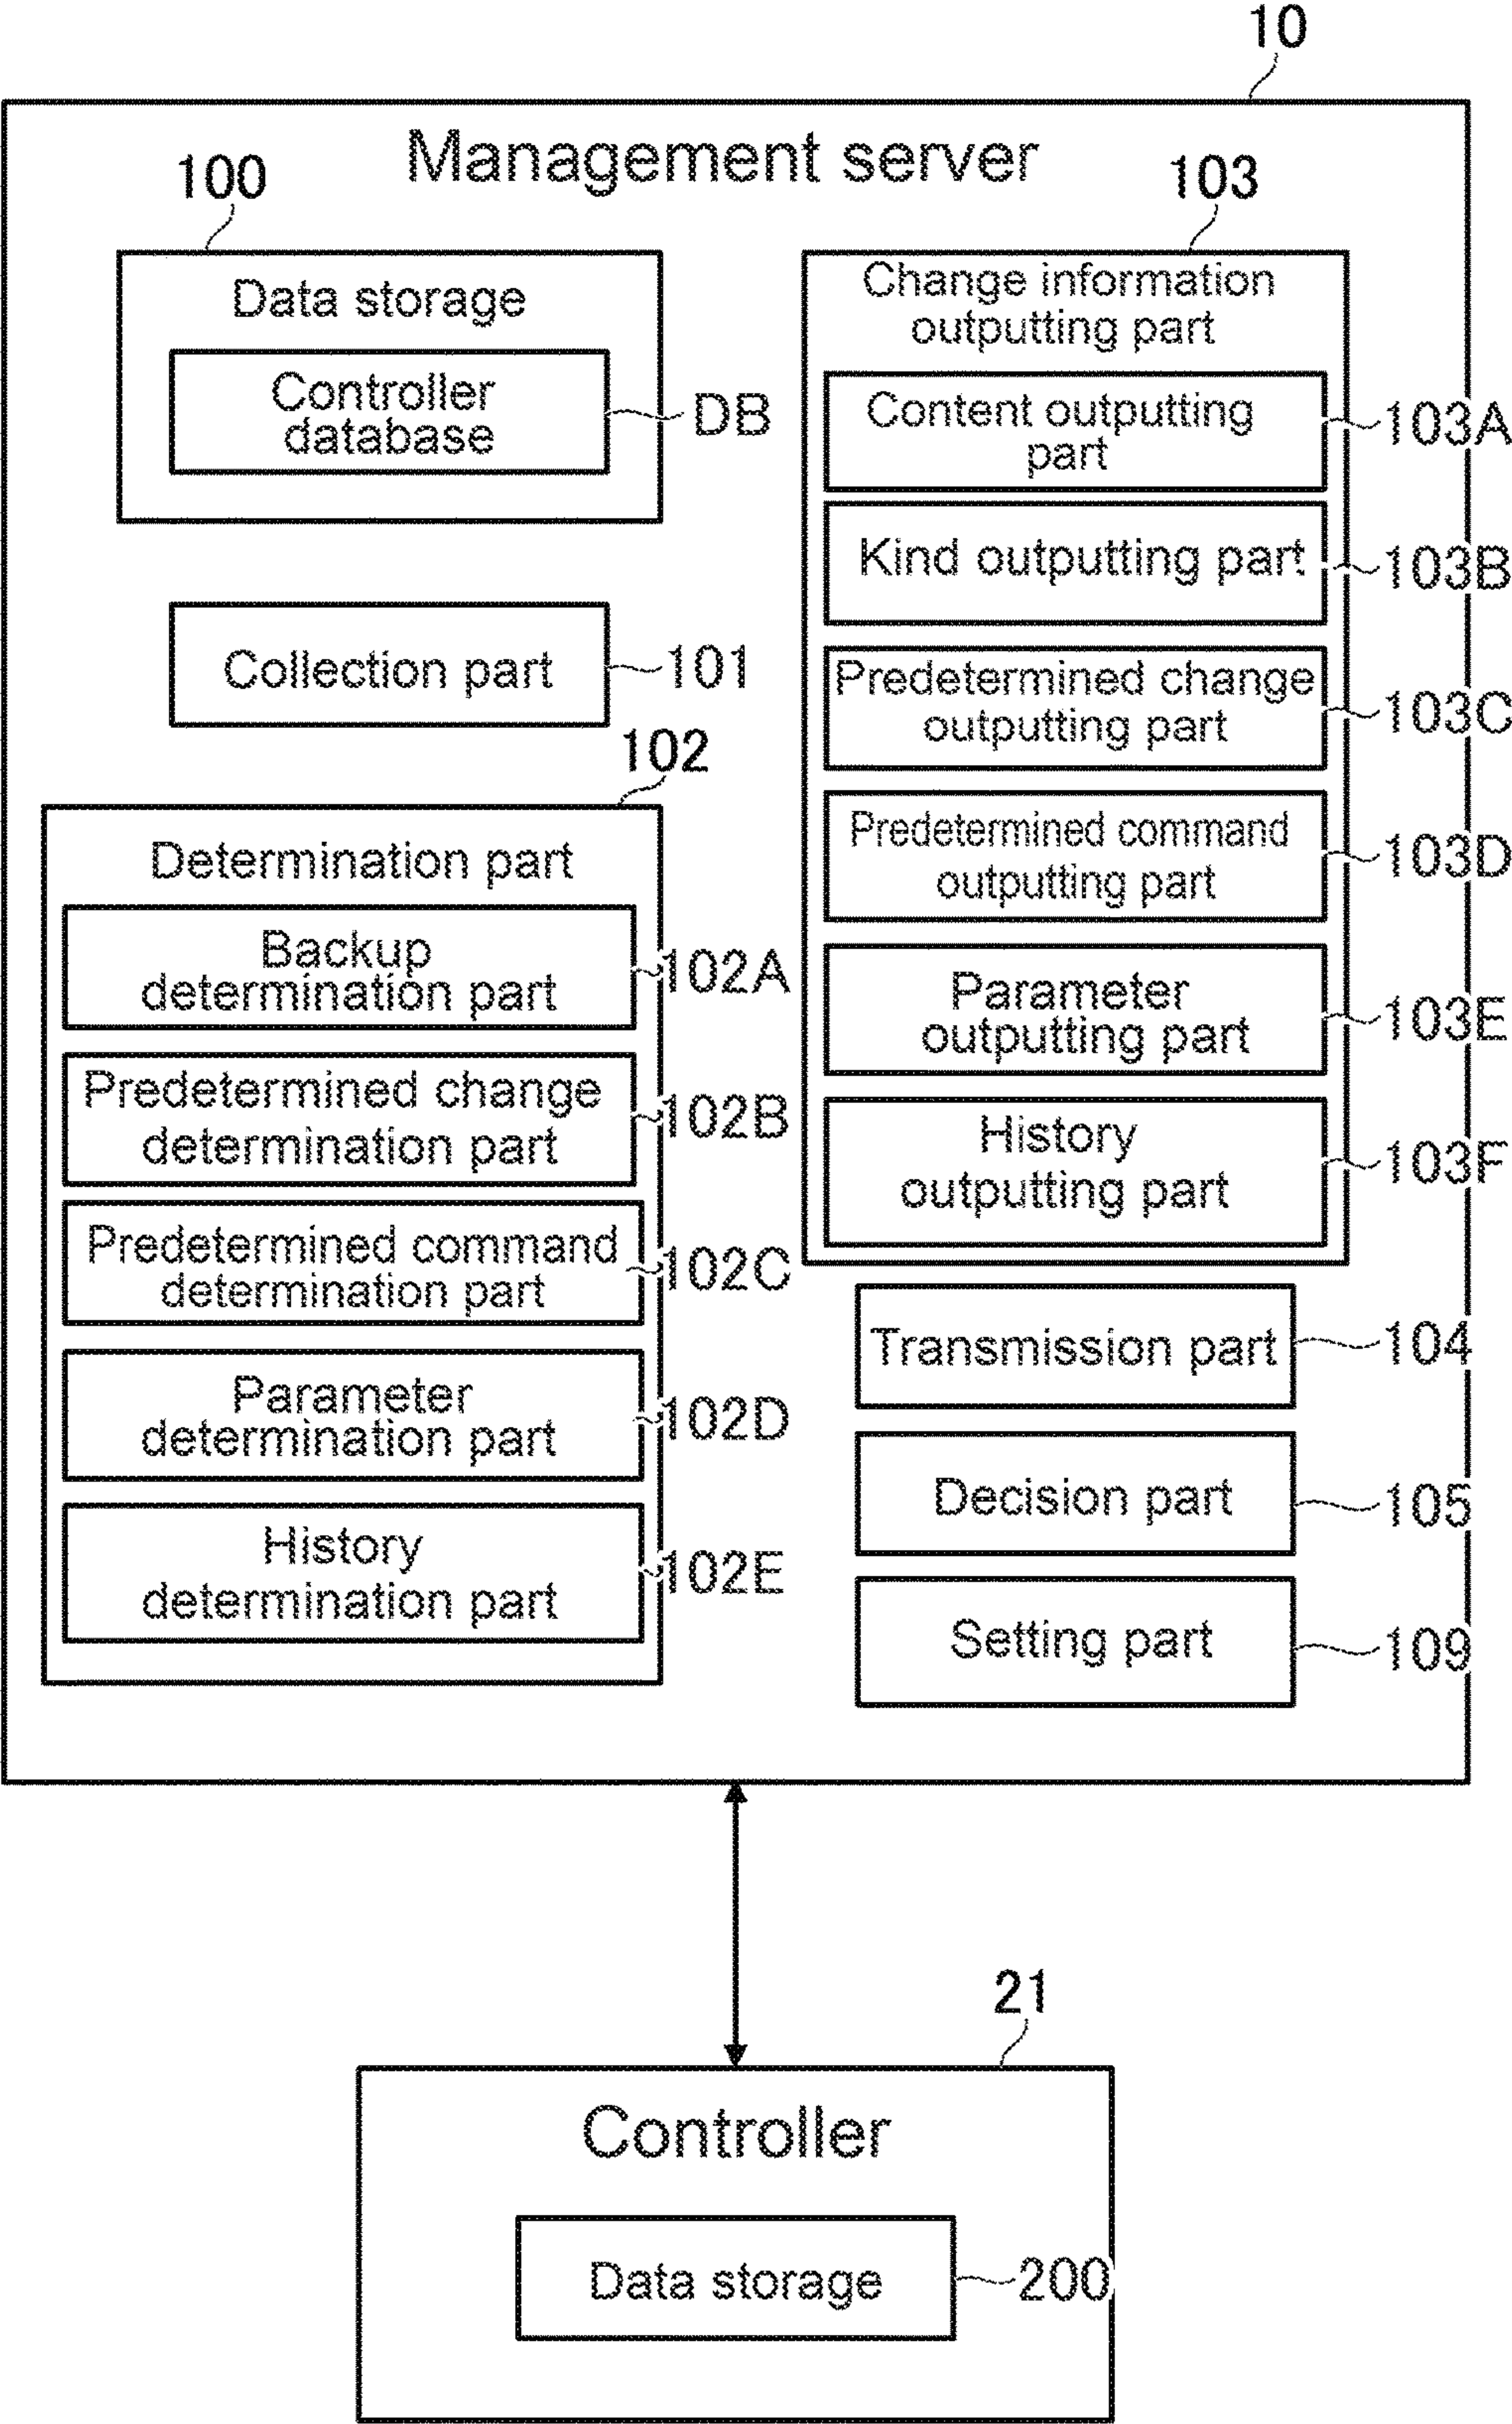 10
Management server
100
Data storage
Controller
database
DB
Collection part
101
102
Determination part
Backup
determination part
102A
Predetermined change
determination part
102B
Predetermined command
determination part
102C
Parameter
determination part
102D
History
determination part
102E
103
Change information
outputting part
Content outputting
part
103A
Kind outputting part
103B
Predetermined change
outputting part
103C
Predetermined command
outputting part
103D
Parameter
outputting part
103E
History
outputting part
103F
Transmission part
104
Decision part
105
Setting part
109
21
Controller
Data storage
200